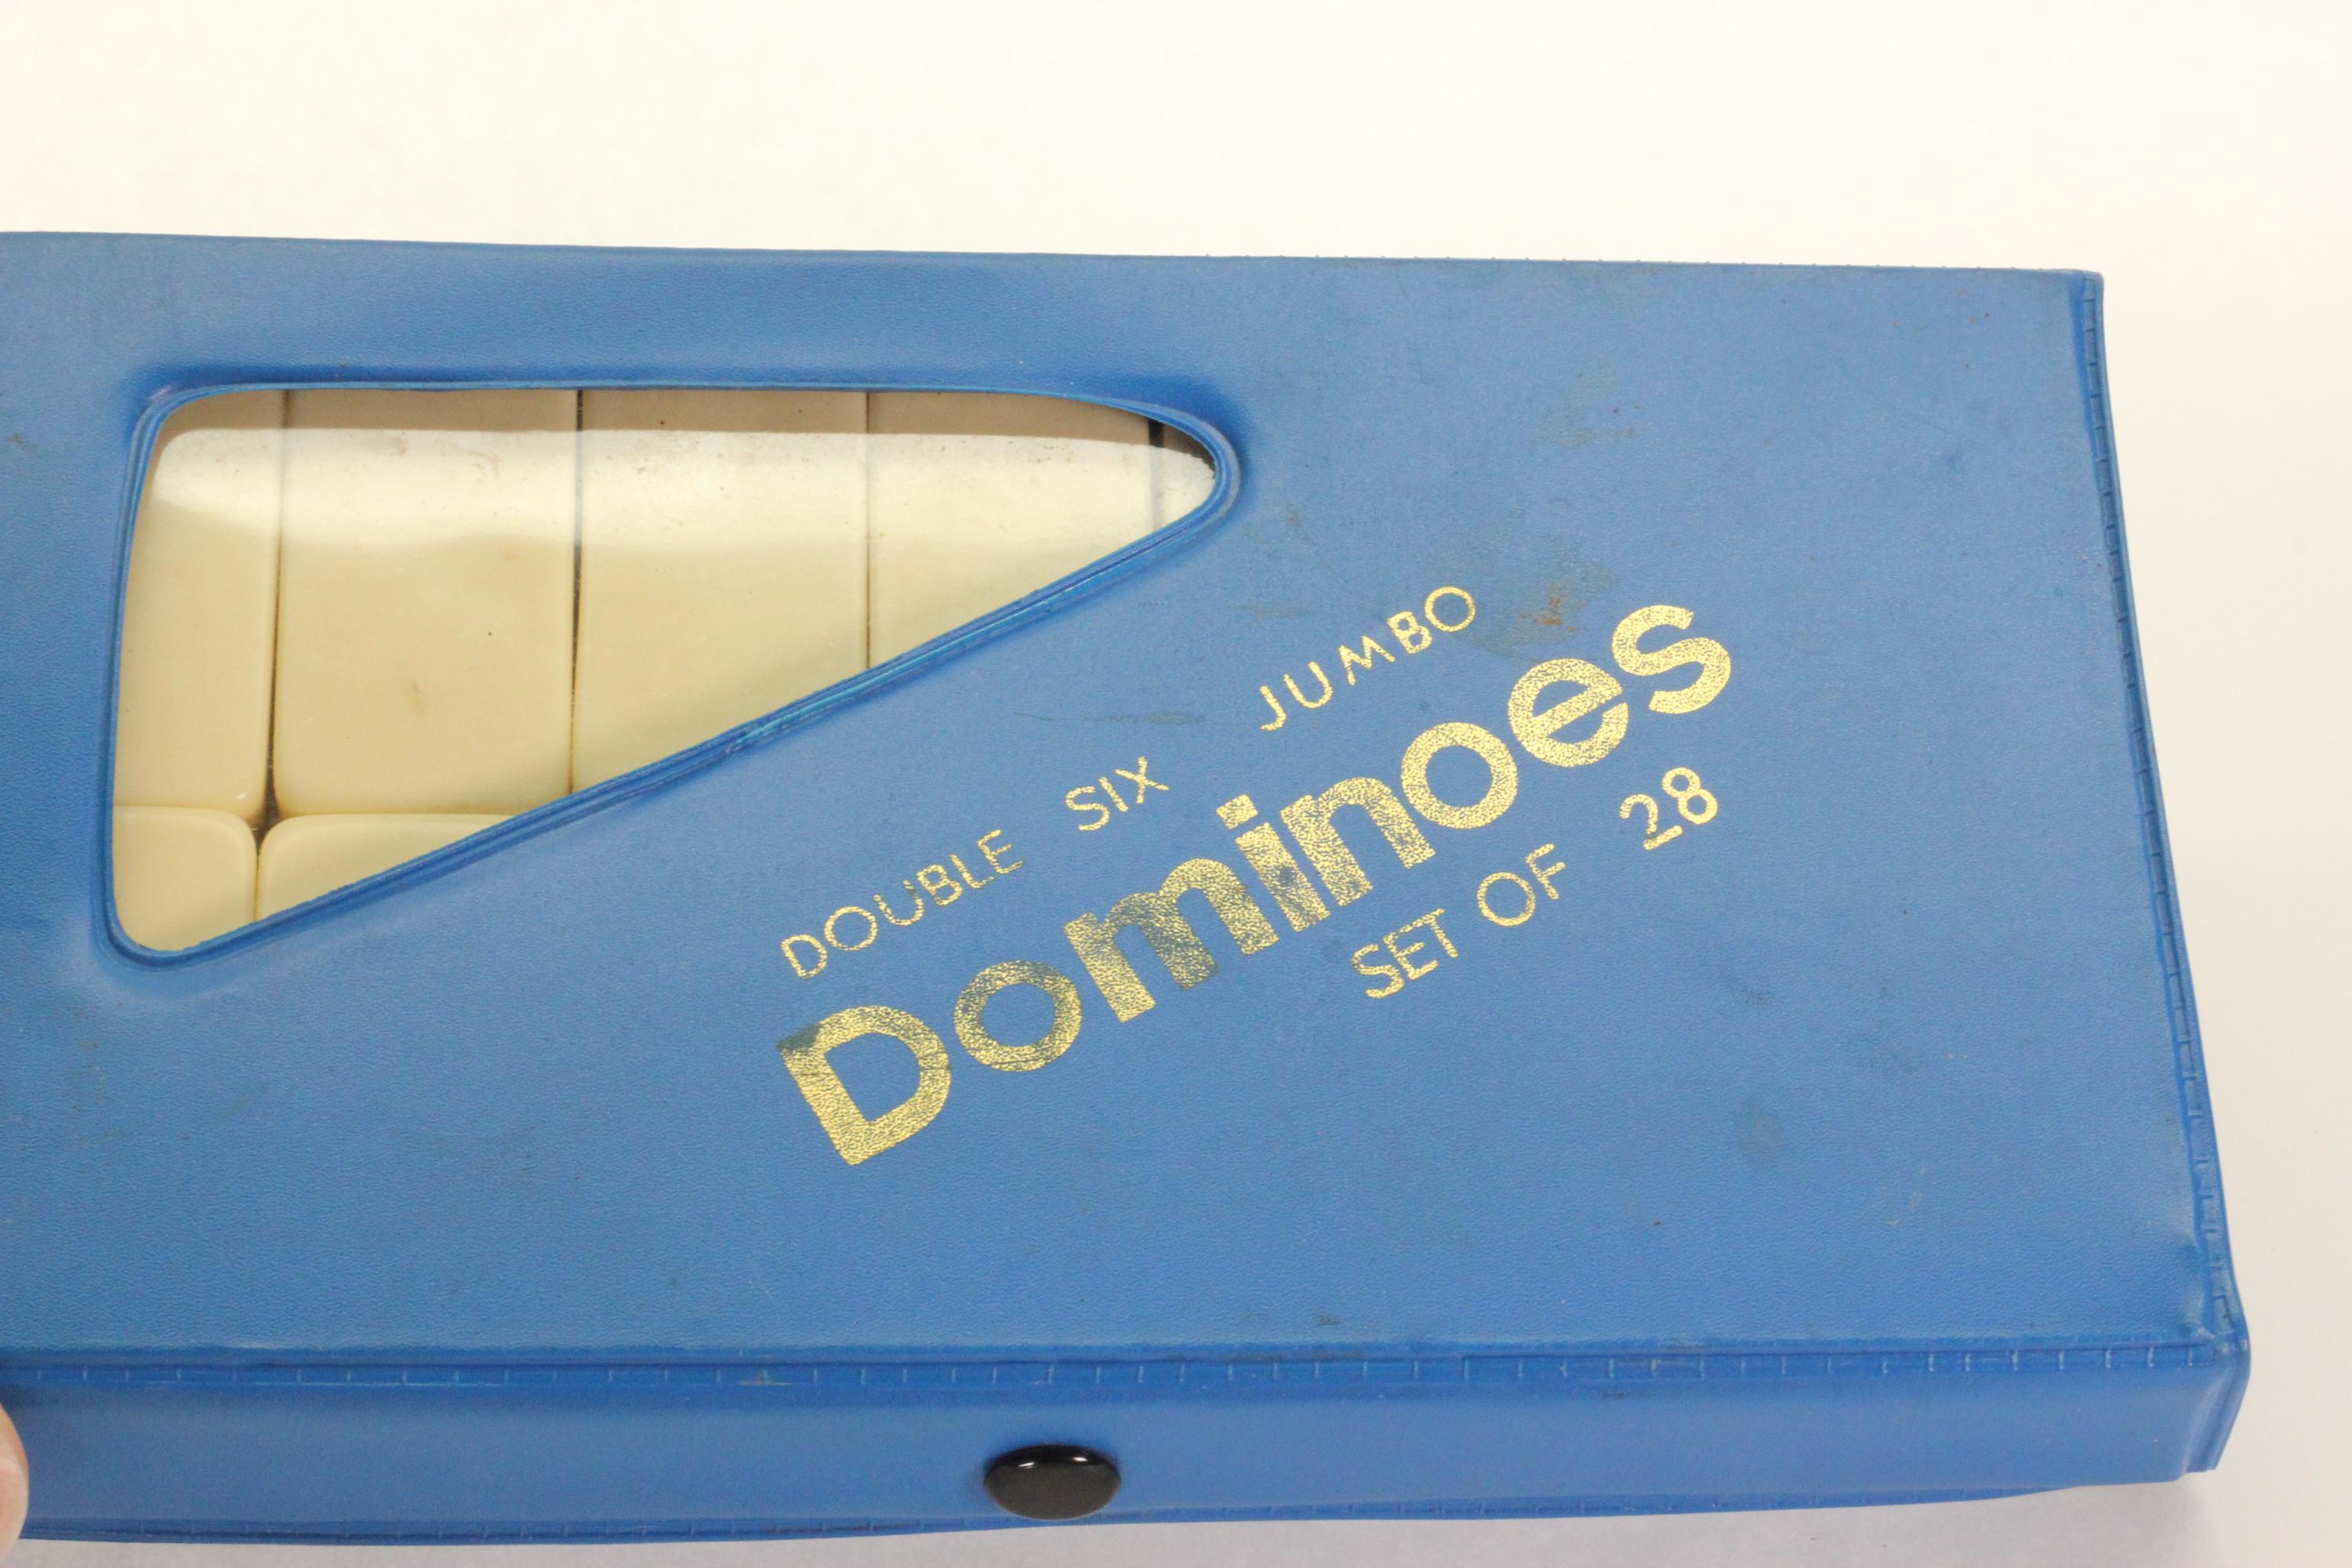 DOUBLE SIX JUMBO
Dominoes
SET OF 28